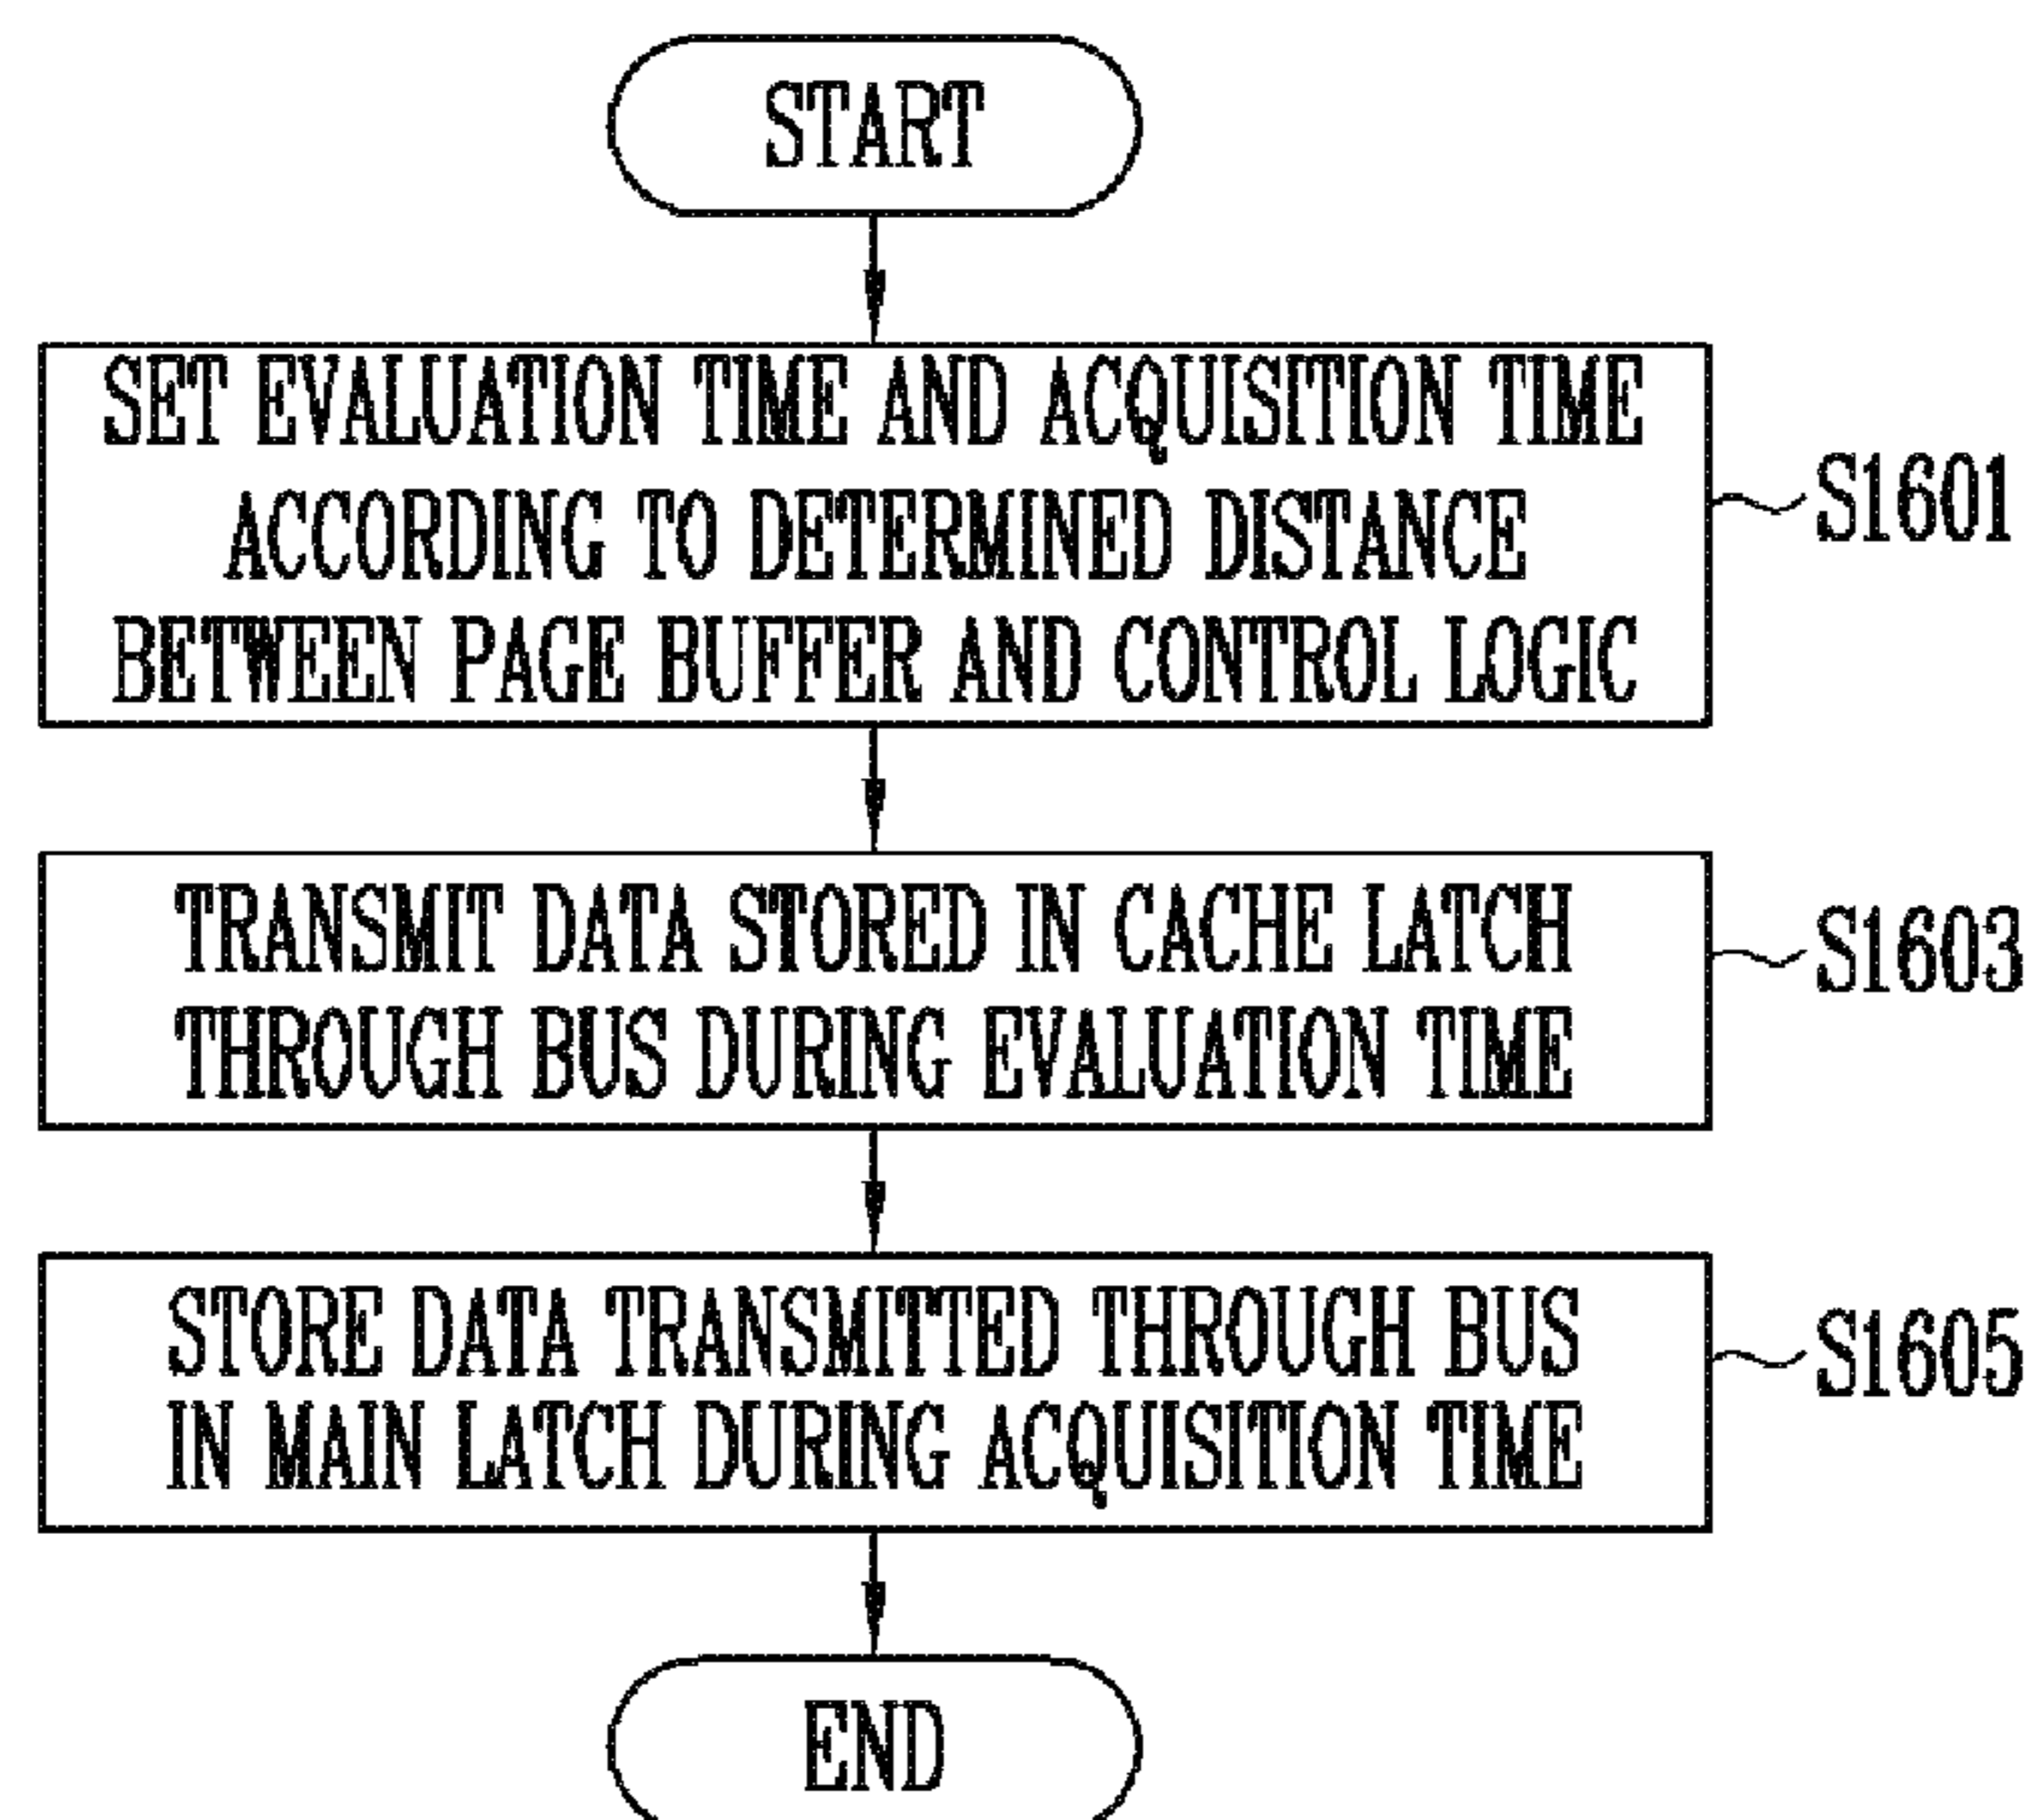 START
SET EVALUATION TIME AND ACQUISITION TIME
ACCORDING TO DETERMINED DISTANCE
BETWEEN PAGE BUFFER AND CONTROL LOGIC
S1601
TRANSMIT DATA STORED IN CACHE LATCH
THROUGH BUS DURING EVALUATION TIME
S1603
STORE DATA TRANSMITTED THROUGH BUS
IN MAIN LATCH DURING ACQUISITION TIME
S1605
END